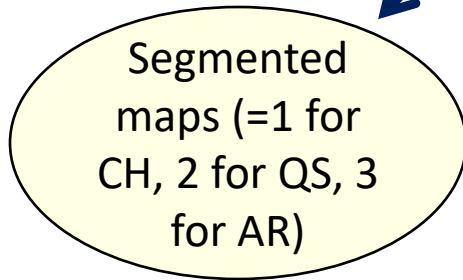 Segmented
maps (=1 for
CH, 2 for QS, 3
for AR)